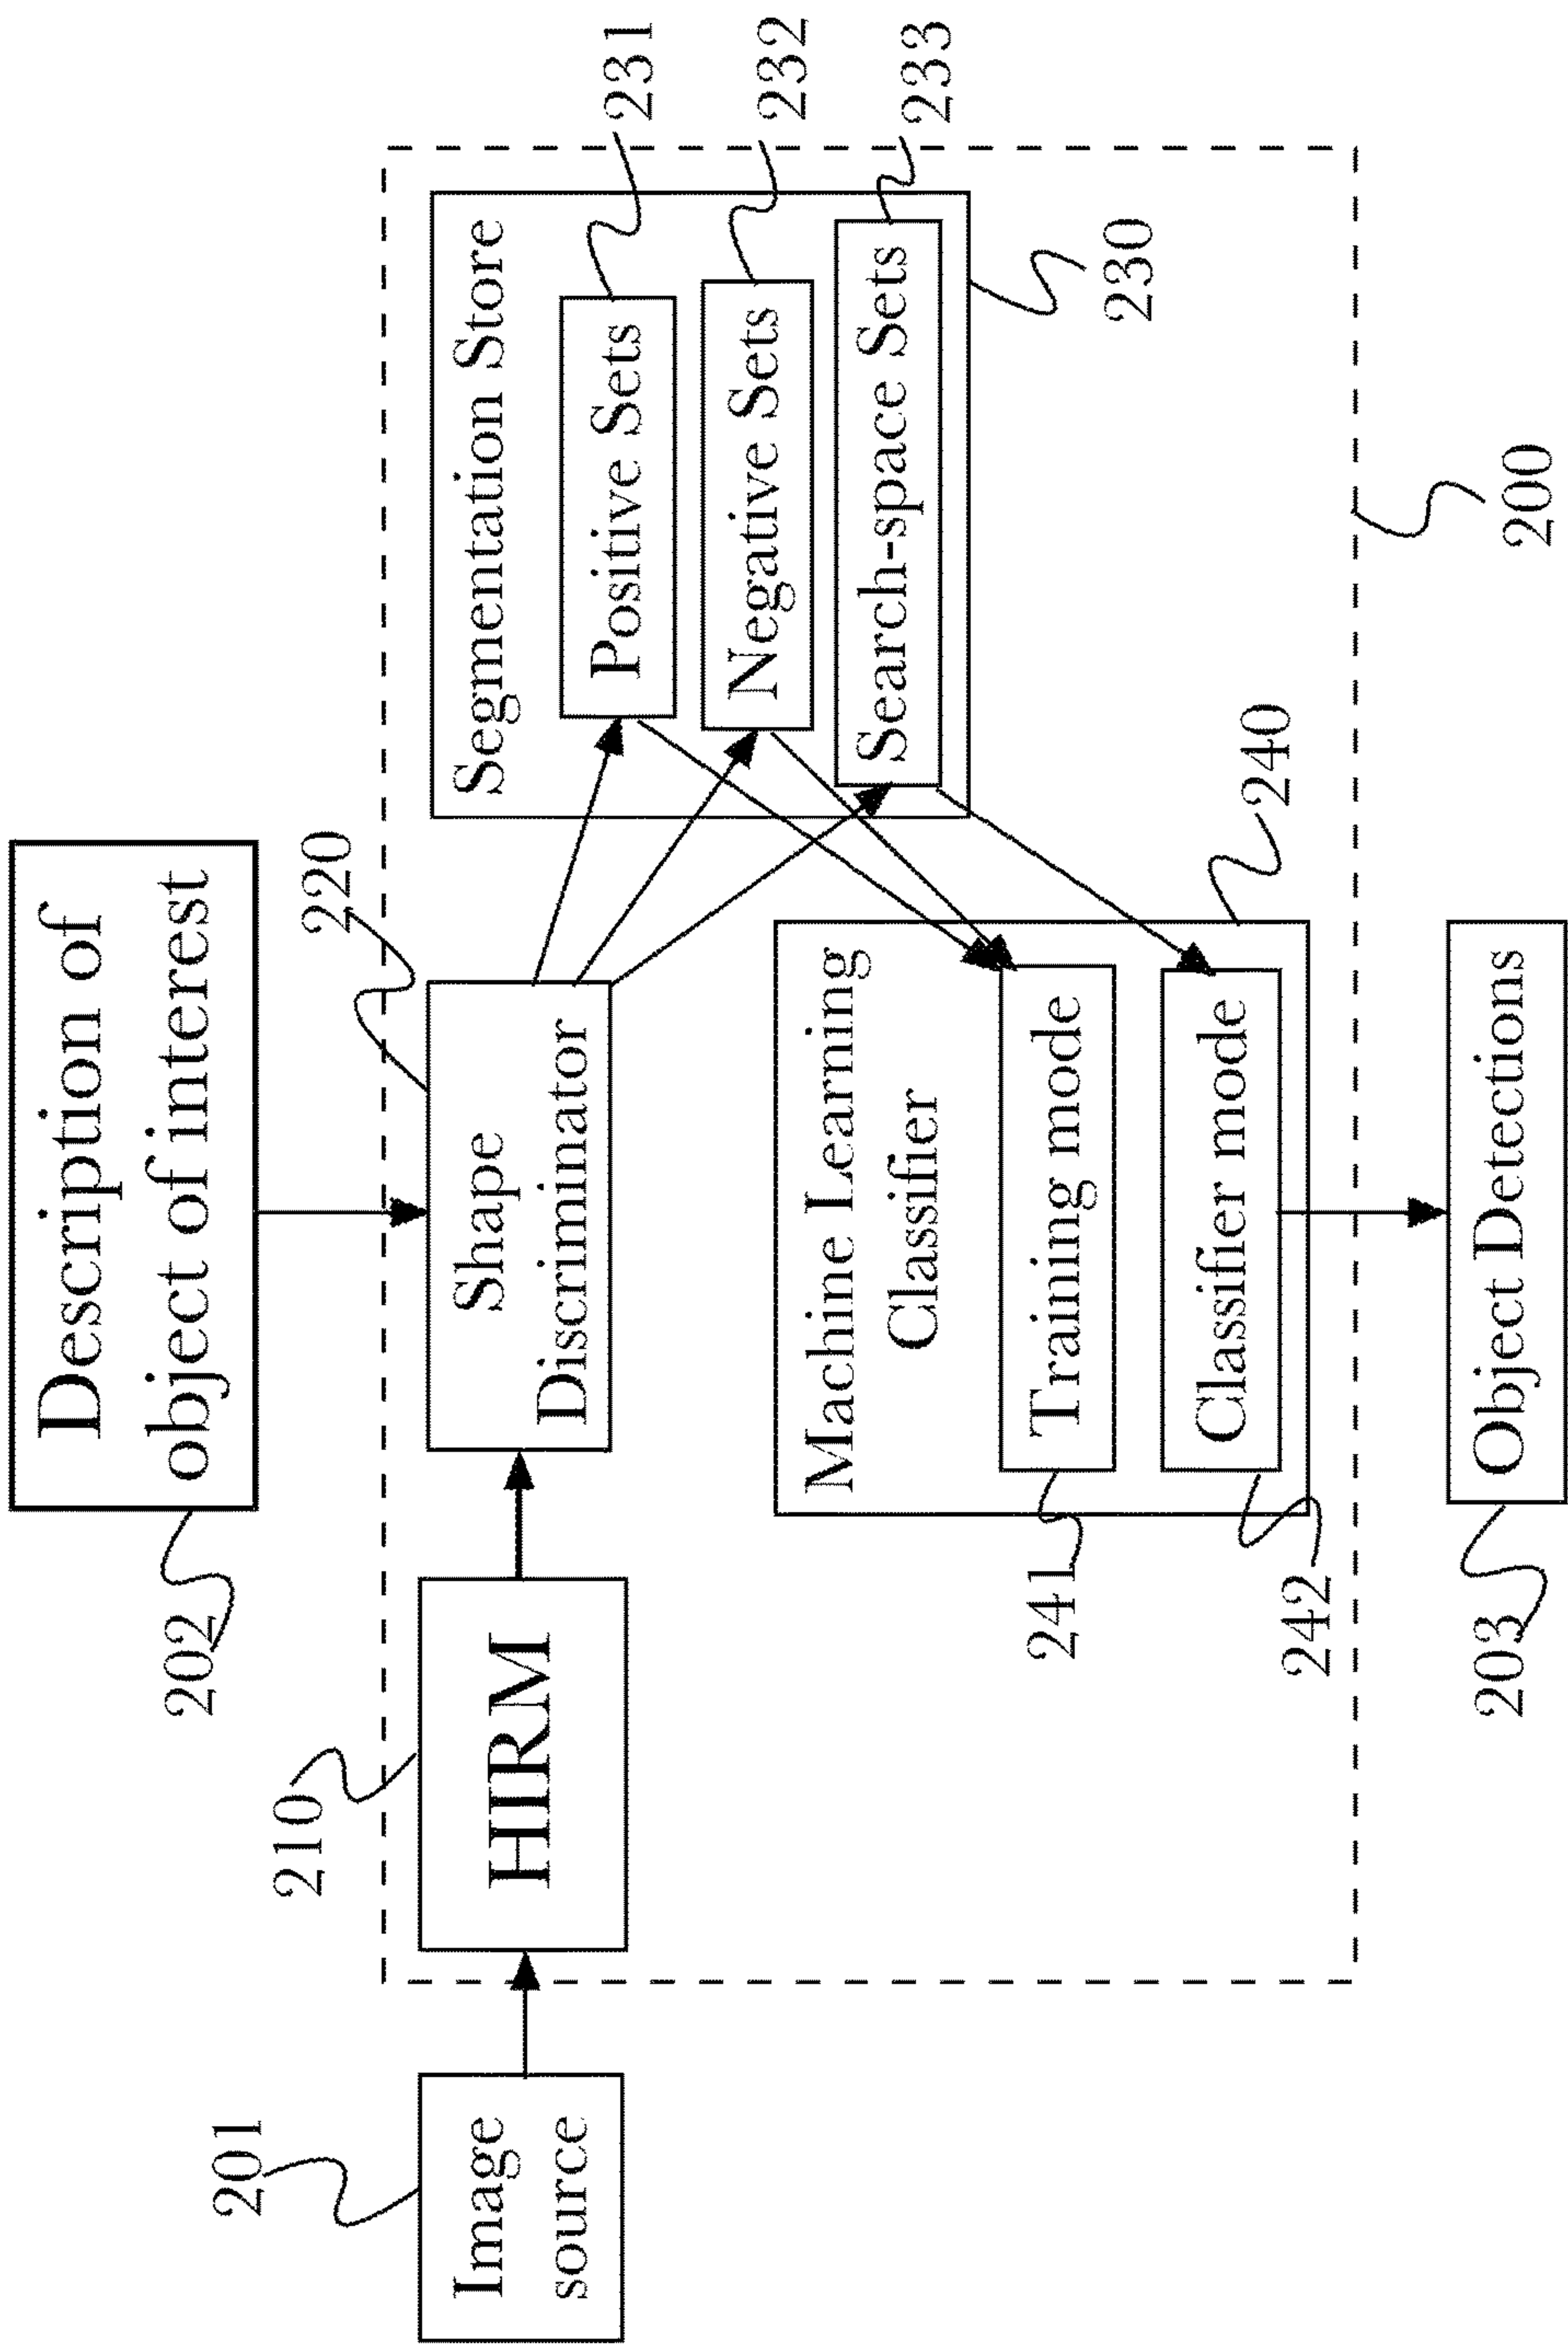 Description of
object of interest
202
220
210
201
Image
source
HIRM
Shape
Discriminator
Segmentation Store
Positive Sets
Negative Sets
Search-space Sets
231
232
233
230
Machine Learning
Classifier
Training mode
Classifier mode
240
241
242
200
Object Detections
203